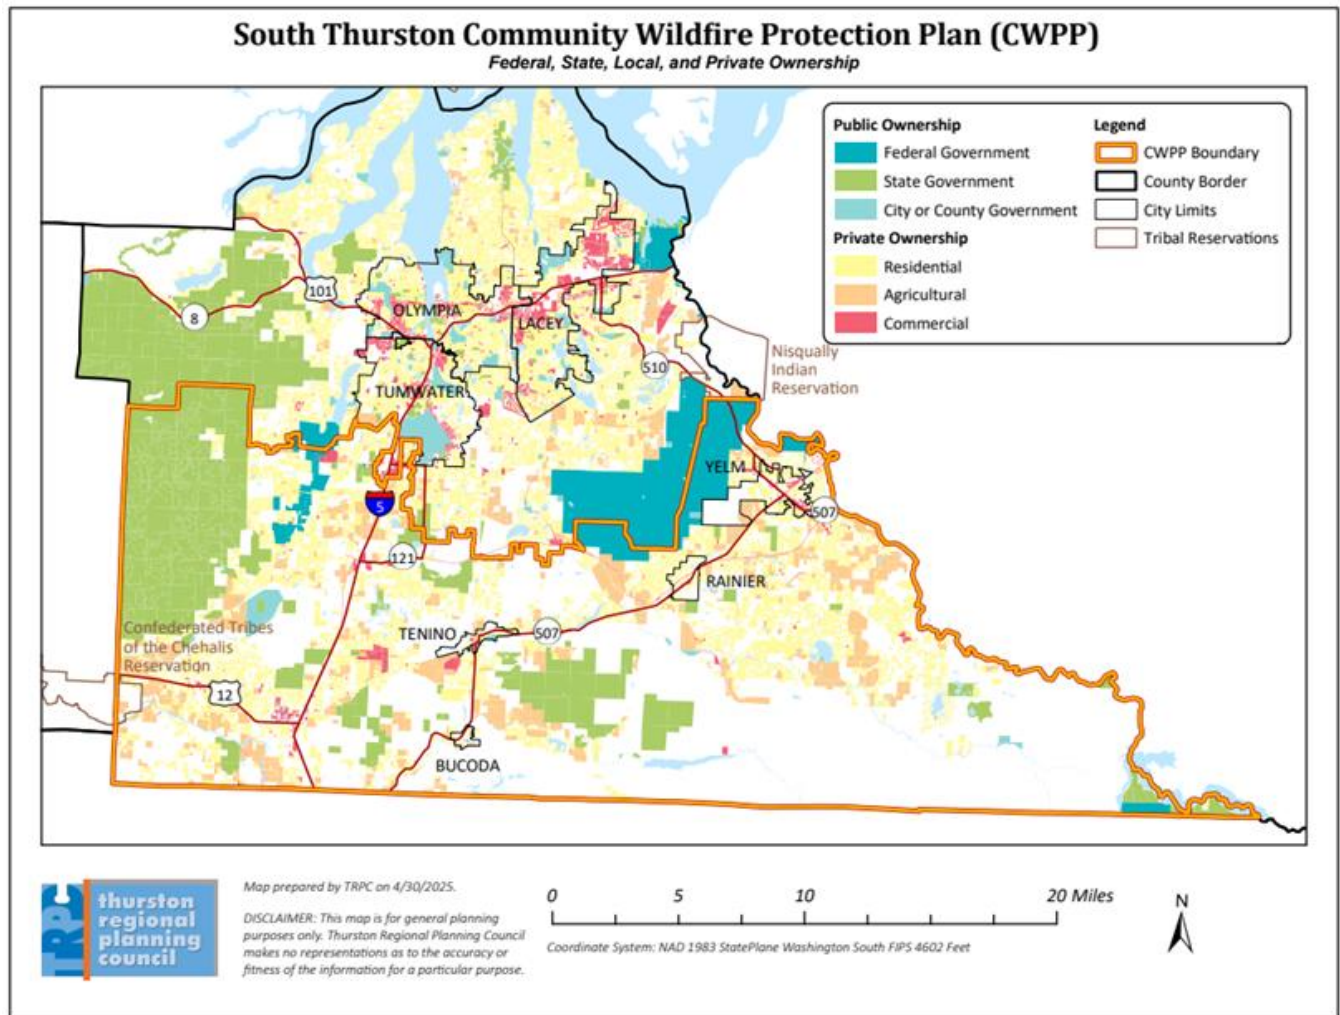 South Thurston Community Wildfire Protection Plan (CWPP)
Federal, State, Local, and Private Ownership
Public Ownership
Federal Government
State Government
City or County Government
Private Ownership
Residential
Agricultural
Commercial
Legend
CWPP Boundary
County Border
City Limits
Tribal Reservations
101
8
OLYMPIA
LACEY
TUMWATER
510
Nisqually
Indian
Reservation
YELM
507
5
121
RAINIER
TENINO
507
Confederated Tribes
of the Chehalis
Reservation
12
BUCODA
TRPC
thurston
regional
planning
council
Map prepared by TRPC on 4/30/2025.
DISCLAIMER: This map is for general planning
purposes only. Thurston Regional Planning Council
makes no representations as to the accuracy or
fitness of the information for a particular purpose.
0 5 10 20 Miles
Coordinate System: NAD 1983 StatePlane Washington South FIPS 4602 Feet
N